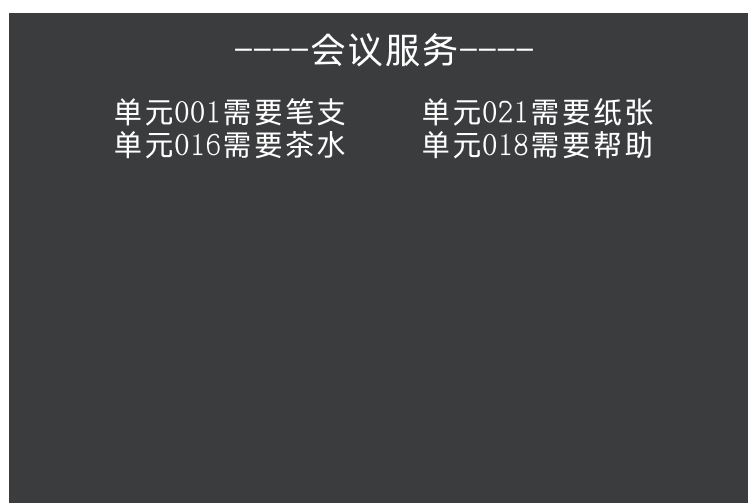 ----会议服务----
单元001需要笔支 单元021需要纸张
单元016需要茶水 单元018需要帮助